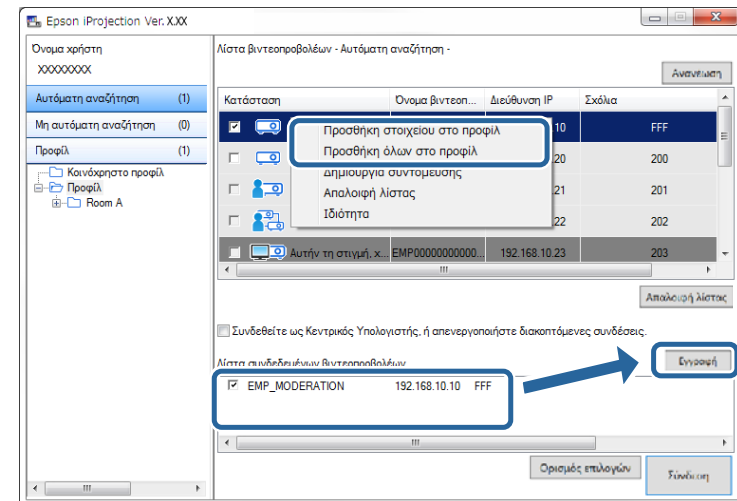 Epson iProjection Ver. X.XX
Όνομα χρήστη
XXXXXXXX
Αυτόματη αναζήτηση (1)
Μη αυτόματη αναζήτηση (0)
Προφίλ (1)
Κοινόχρηστο προφίλ
Προφίλ
Room A
Λίστα βιντεοπροβολέων - Αυτόματη αναζήτηση -
Ανανέωση
Κατάσταση Όνομα βιντεοπ... Διεύθυνση IP Σχόλια
10 FFF
20 200
21 201
22 202
Αυτήν τη στιγμή, χ... EMP00000000000... 192.168.10.23 203
Προσθήκη στοιχείου στο προφίλ
Προσθήκη όλων στο προφίλ
Δημιουργία συντόμευσης
Απαλοιφή λίστας
Ιδιότητα
Απαλοιφή λίστας
Συνδεθείτε ως Κεντρικός Υπολογιστής, ή απενεργοποιήστε διακοπτόμενες συνδέσεις.
Λίστα συνδεδεμένων βιντεοπροβολέων
Εγγραφή
EMP_MODERATION 192.168.10.10 FFF
Ορισμός επιλογών
Σύνδεση